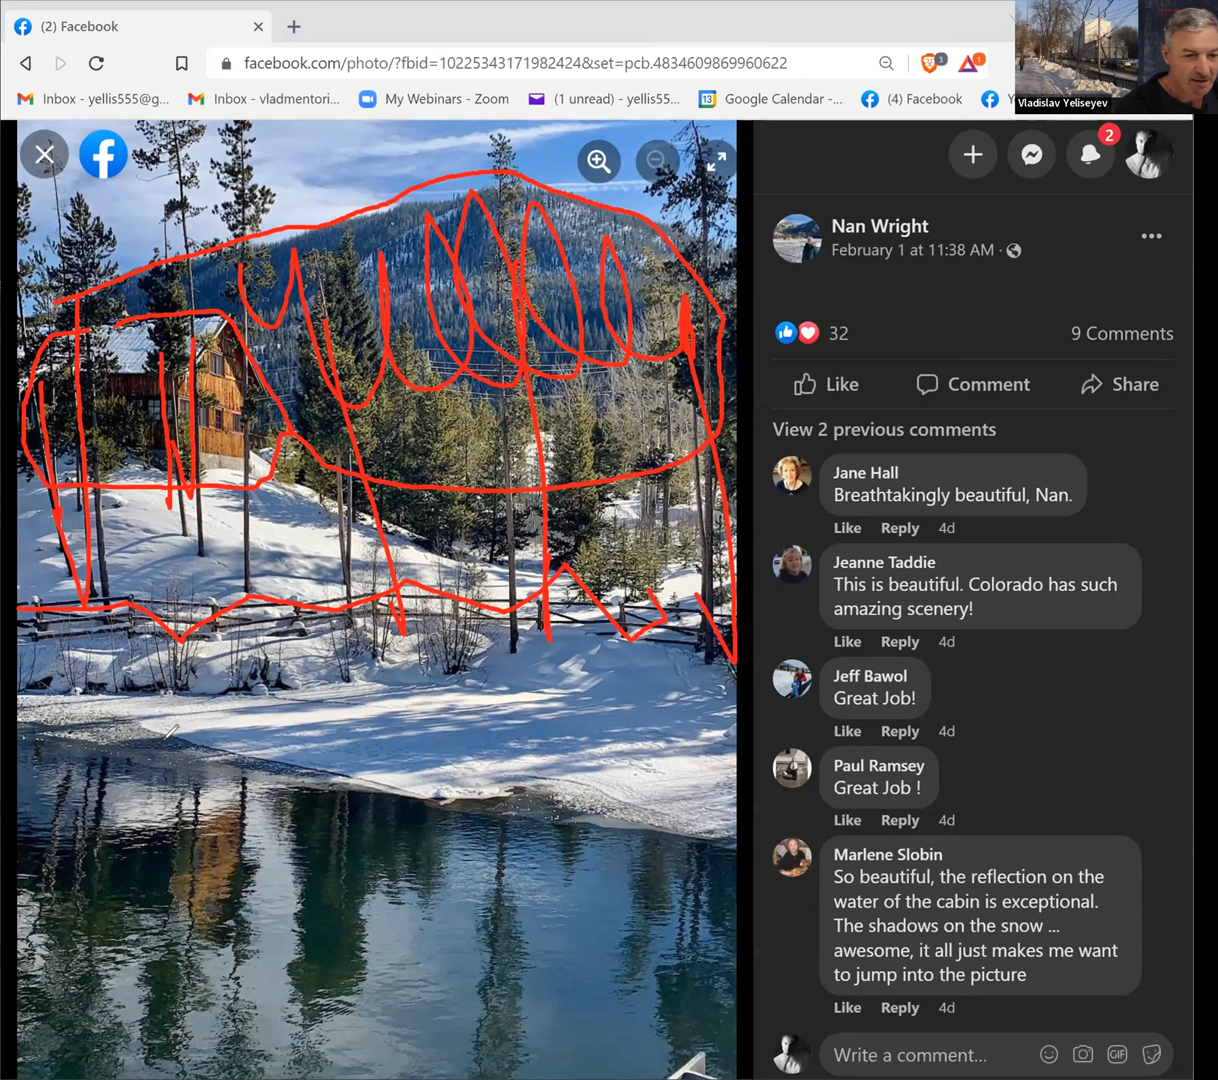 (2) Facebook
facebook.com/photo/?fbid=10225343171982424&set=pcb.4834609869960622
3
1
Inbox - yellis555@g...
Inbox - vladmentori...
My Webinars - Zoom
(1 unread) - yellis55...
13
Google Calendar -...
(4) Facebook
Y
Vladislav Yeliseyev
2
Nan Wright
February 1 at 11:38 AM ·
32
9 Comments
Like
Comment
Share
View 2 previous comments
Jane Hall
Breathtakingly beautiful, Nan.
Like Reply 4d
Jeanne Taddie
This is beautiful. Colorado has such
amazing scenery!
Like Reply 4d
Jeff Bawol
Great Job!
Like Reply 4d
Paul Ramsey
Great Job !
Like Reply 4d
Marlene Slobin
So beautiful, the reflection on the
water of the cabin is exceptional.
The shadows on the snow ...
awesome, it all just makes me want
to jump into the picture
Like Reply 4d
Write a comment...
GIF